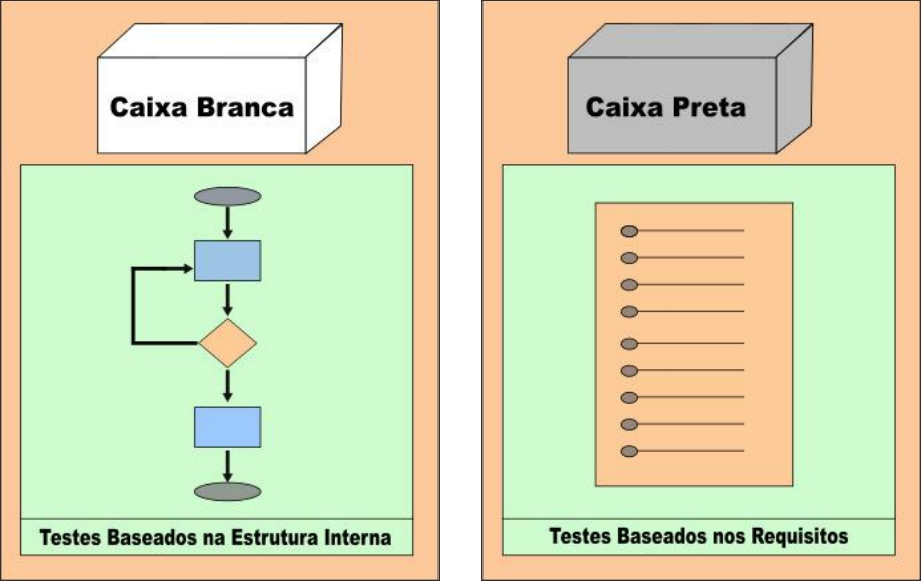 Caixa Branca
Testes Baseados na Estrutura Interna
Caixa Preta
Testes Baseados nos Requisitos